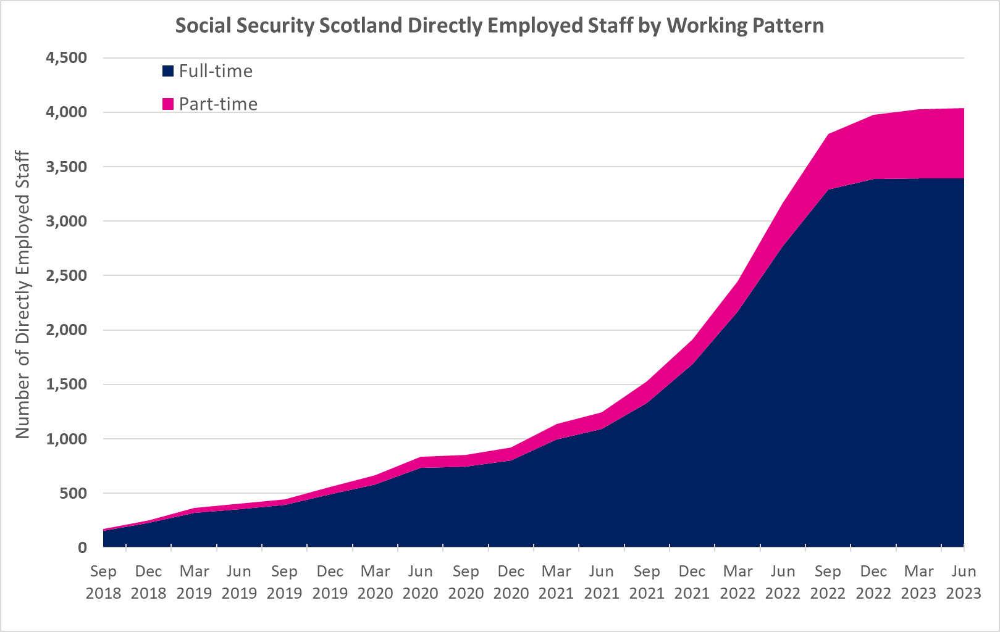 Social Security Scotland Directly Employed Staff by Working Pattern
Number of Directly Employed Staff
4,500
4,000
3,500
3,000
2,500
2,000
1,500
1,000
500
0
Full-time
Part-time
Sep Dec Mar Jun Sep Dec Mar Jun Sep Dec Mar Jun Sep Dec Mar Jun Sep Dec Mar Jun
2018 2018 2019 2019 2019 2019 2020 2020 2020 2020 2021 2021 2021 2021 2022 2022 2022 2022 2023 2023